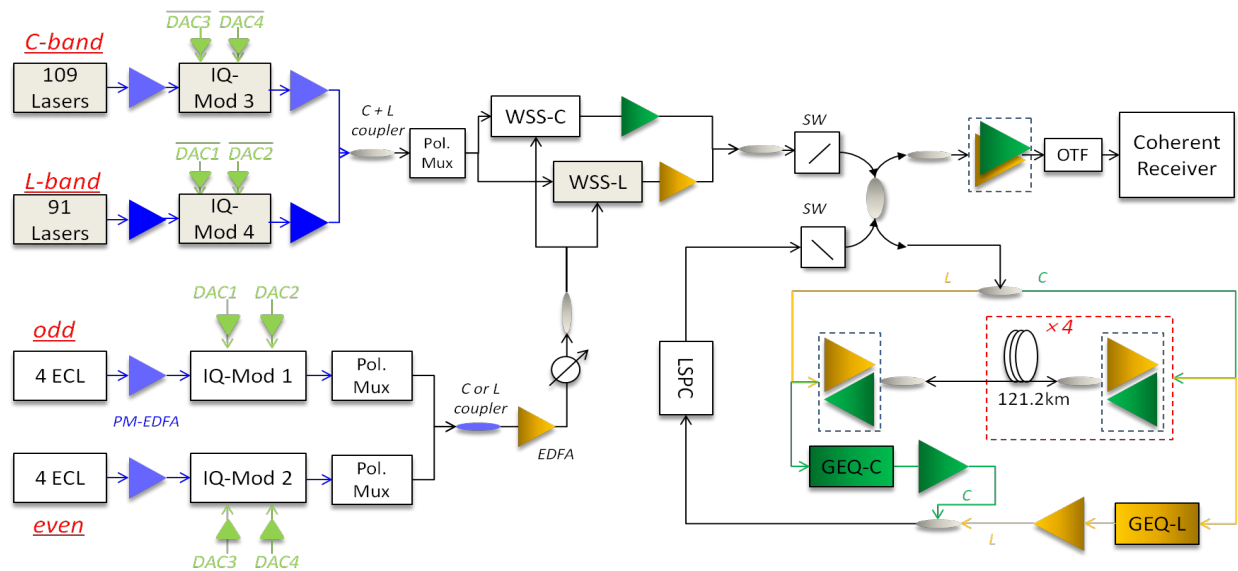 DAC3 DAC4
C-band
109
Lasers
IQ-
Mod 3
C + L
coupler
Pol.
Mux
WSS-C
SW
OTF
Coherent
Receiver
DAC1 DAC2
L-band
91
Lasers
IQ-
Mod 4
WSS-L
SW
DAC1 DAC2
odd
4 ECL
PM-EDFA
IQ-Mod 1
Pol.
Mux
C or L
coupler
EDFA
4 ECL
even
IQ-Mod 2
Pol.
Mux
DAC3 DAC4
L C
×4
121.2km
LSPC
GEQ-C
C
L
GEQ-L